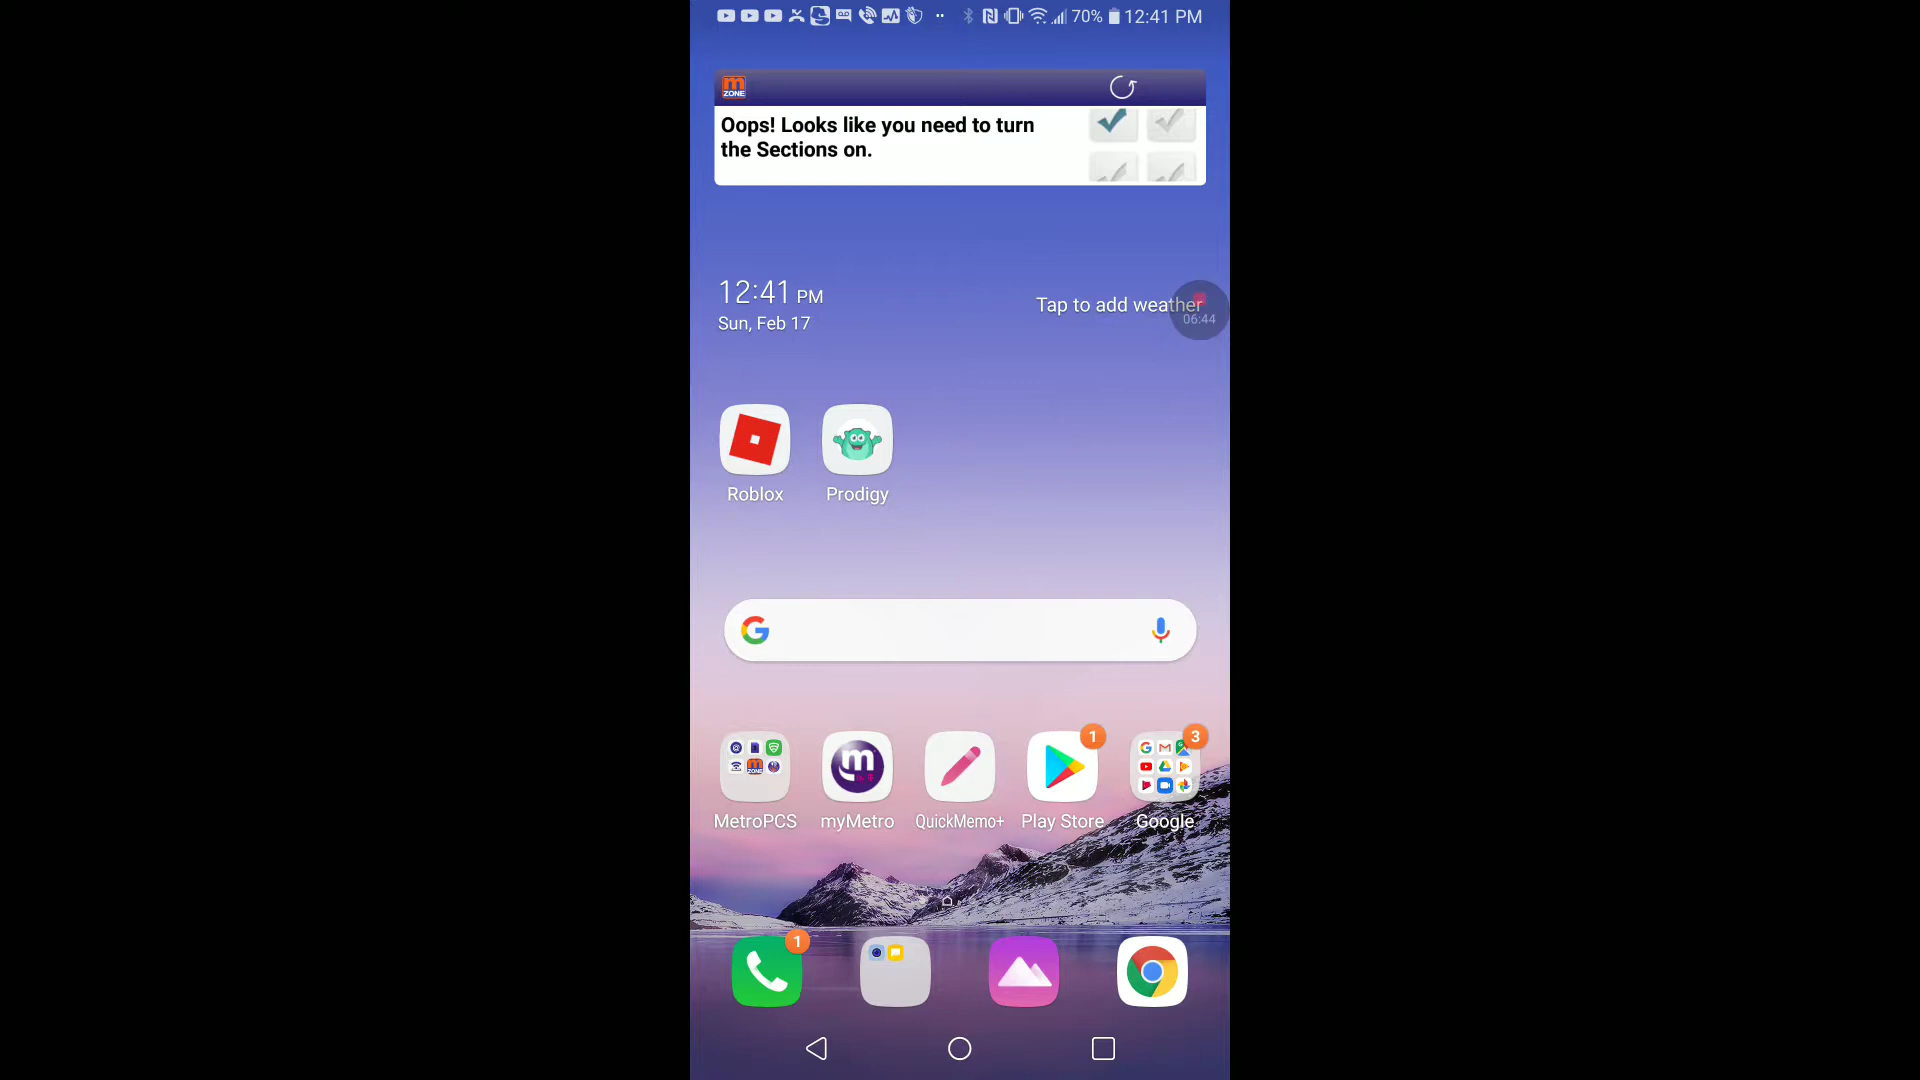 70% 12:41 PM
m
ZONE
Oops! Looks like you need to turn
the Sections on.
12:41 PM
Sun, Feb 17
Tap to add weather
06:44
Roblox
Prodigy
1
3
MetroPCS
myMetro
QuickMemo+
Play Store
Google
1